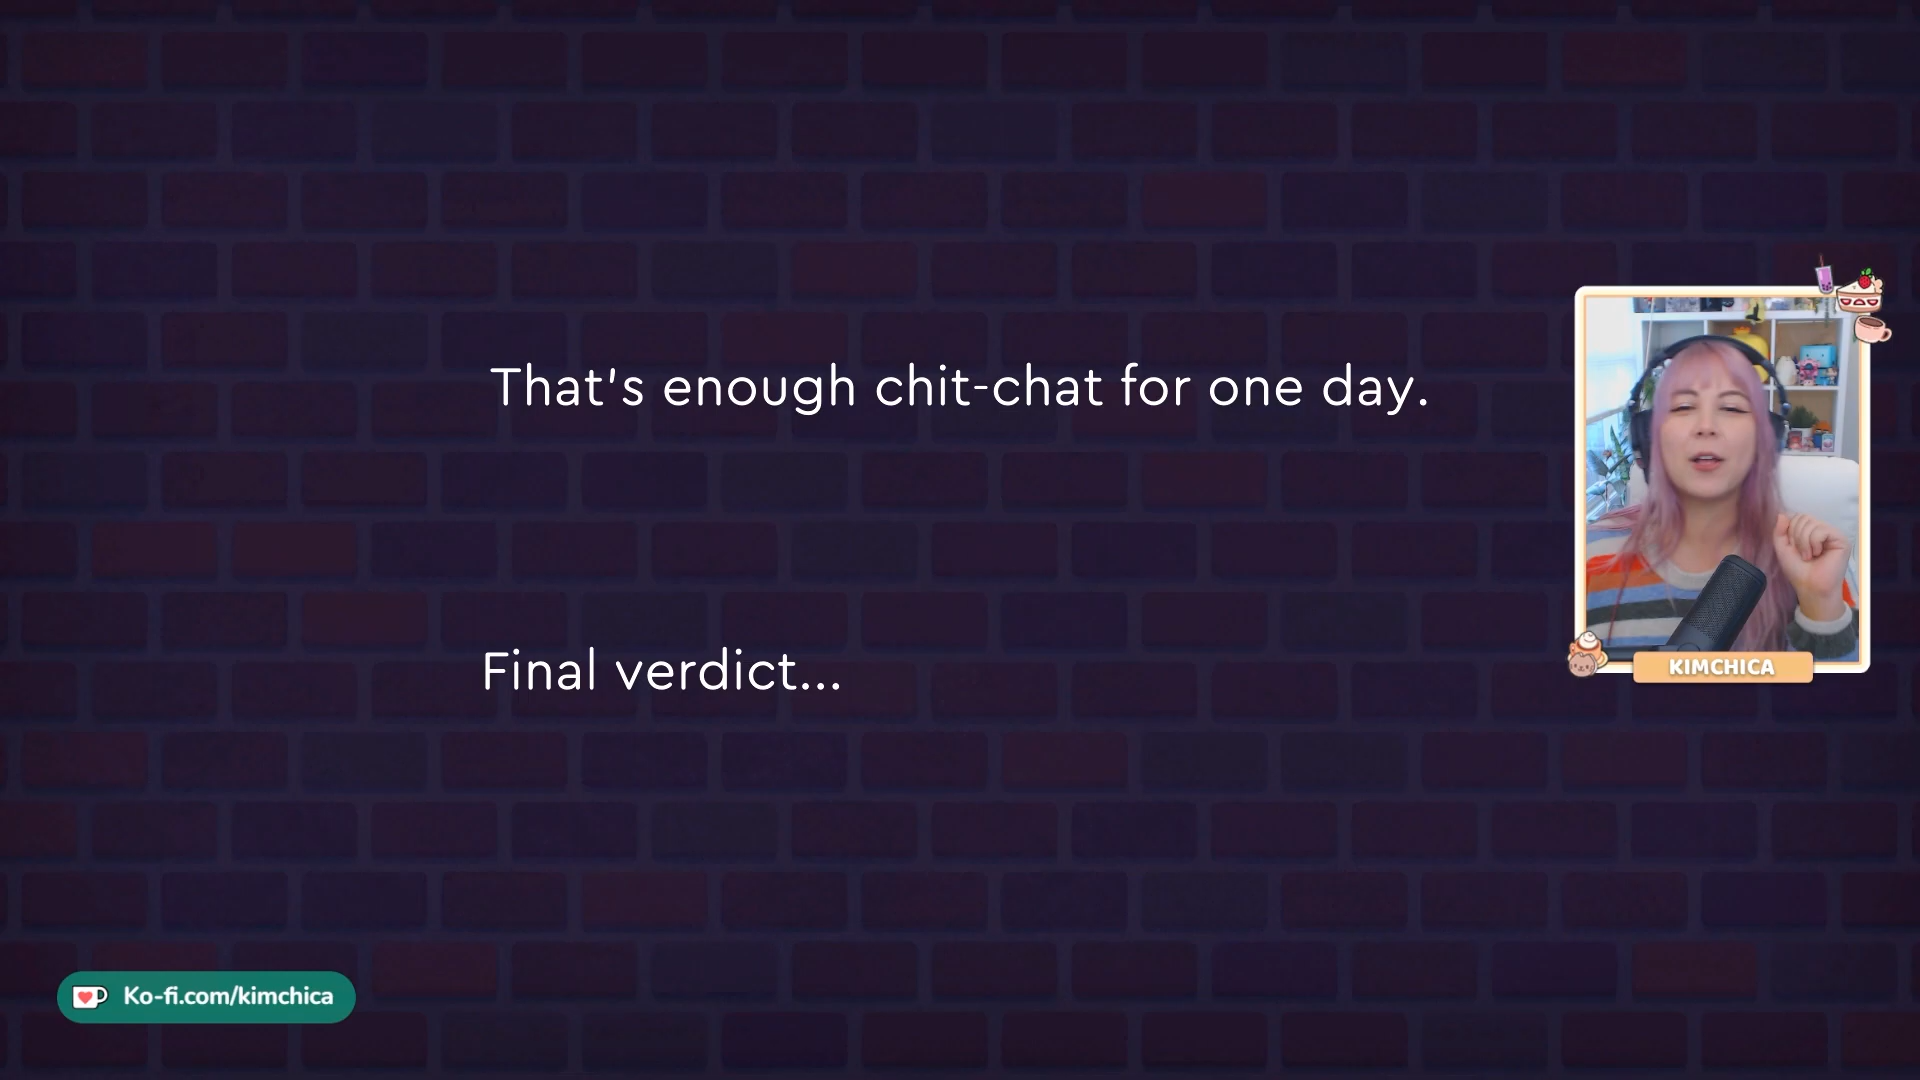 That's enough chit-chat for one day.
Final verdict...
KIMCHICA
Ko-fi.com/kimchica